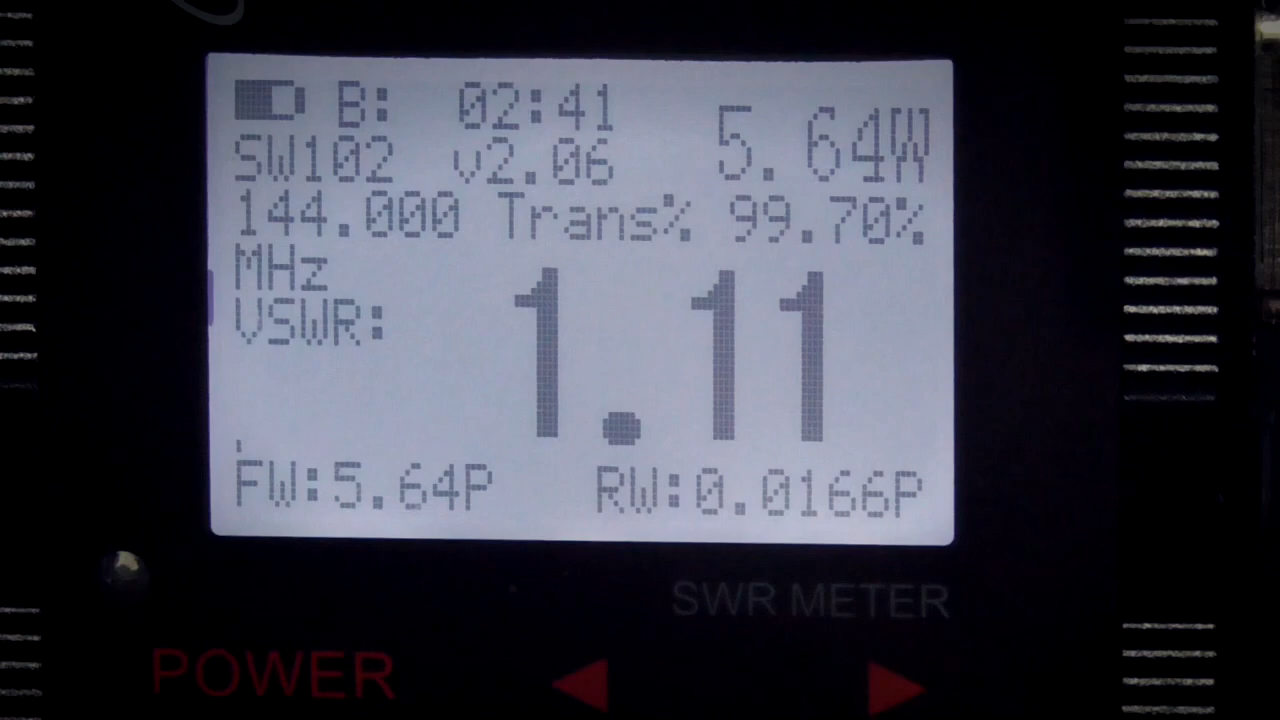 B: 02:41 5.64W
SW102 v2.06
144.000 Trans% 99.70%
MHz
VSWR: 1.11
FW:5.64P RW:0.0166P
SWR METER
POWER